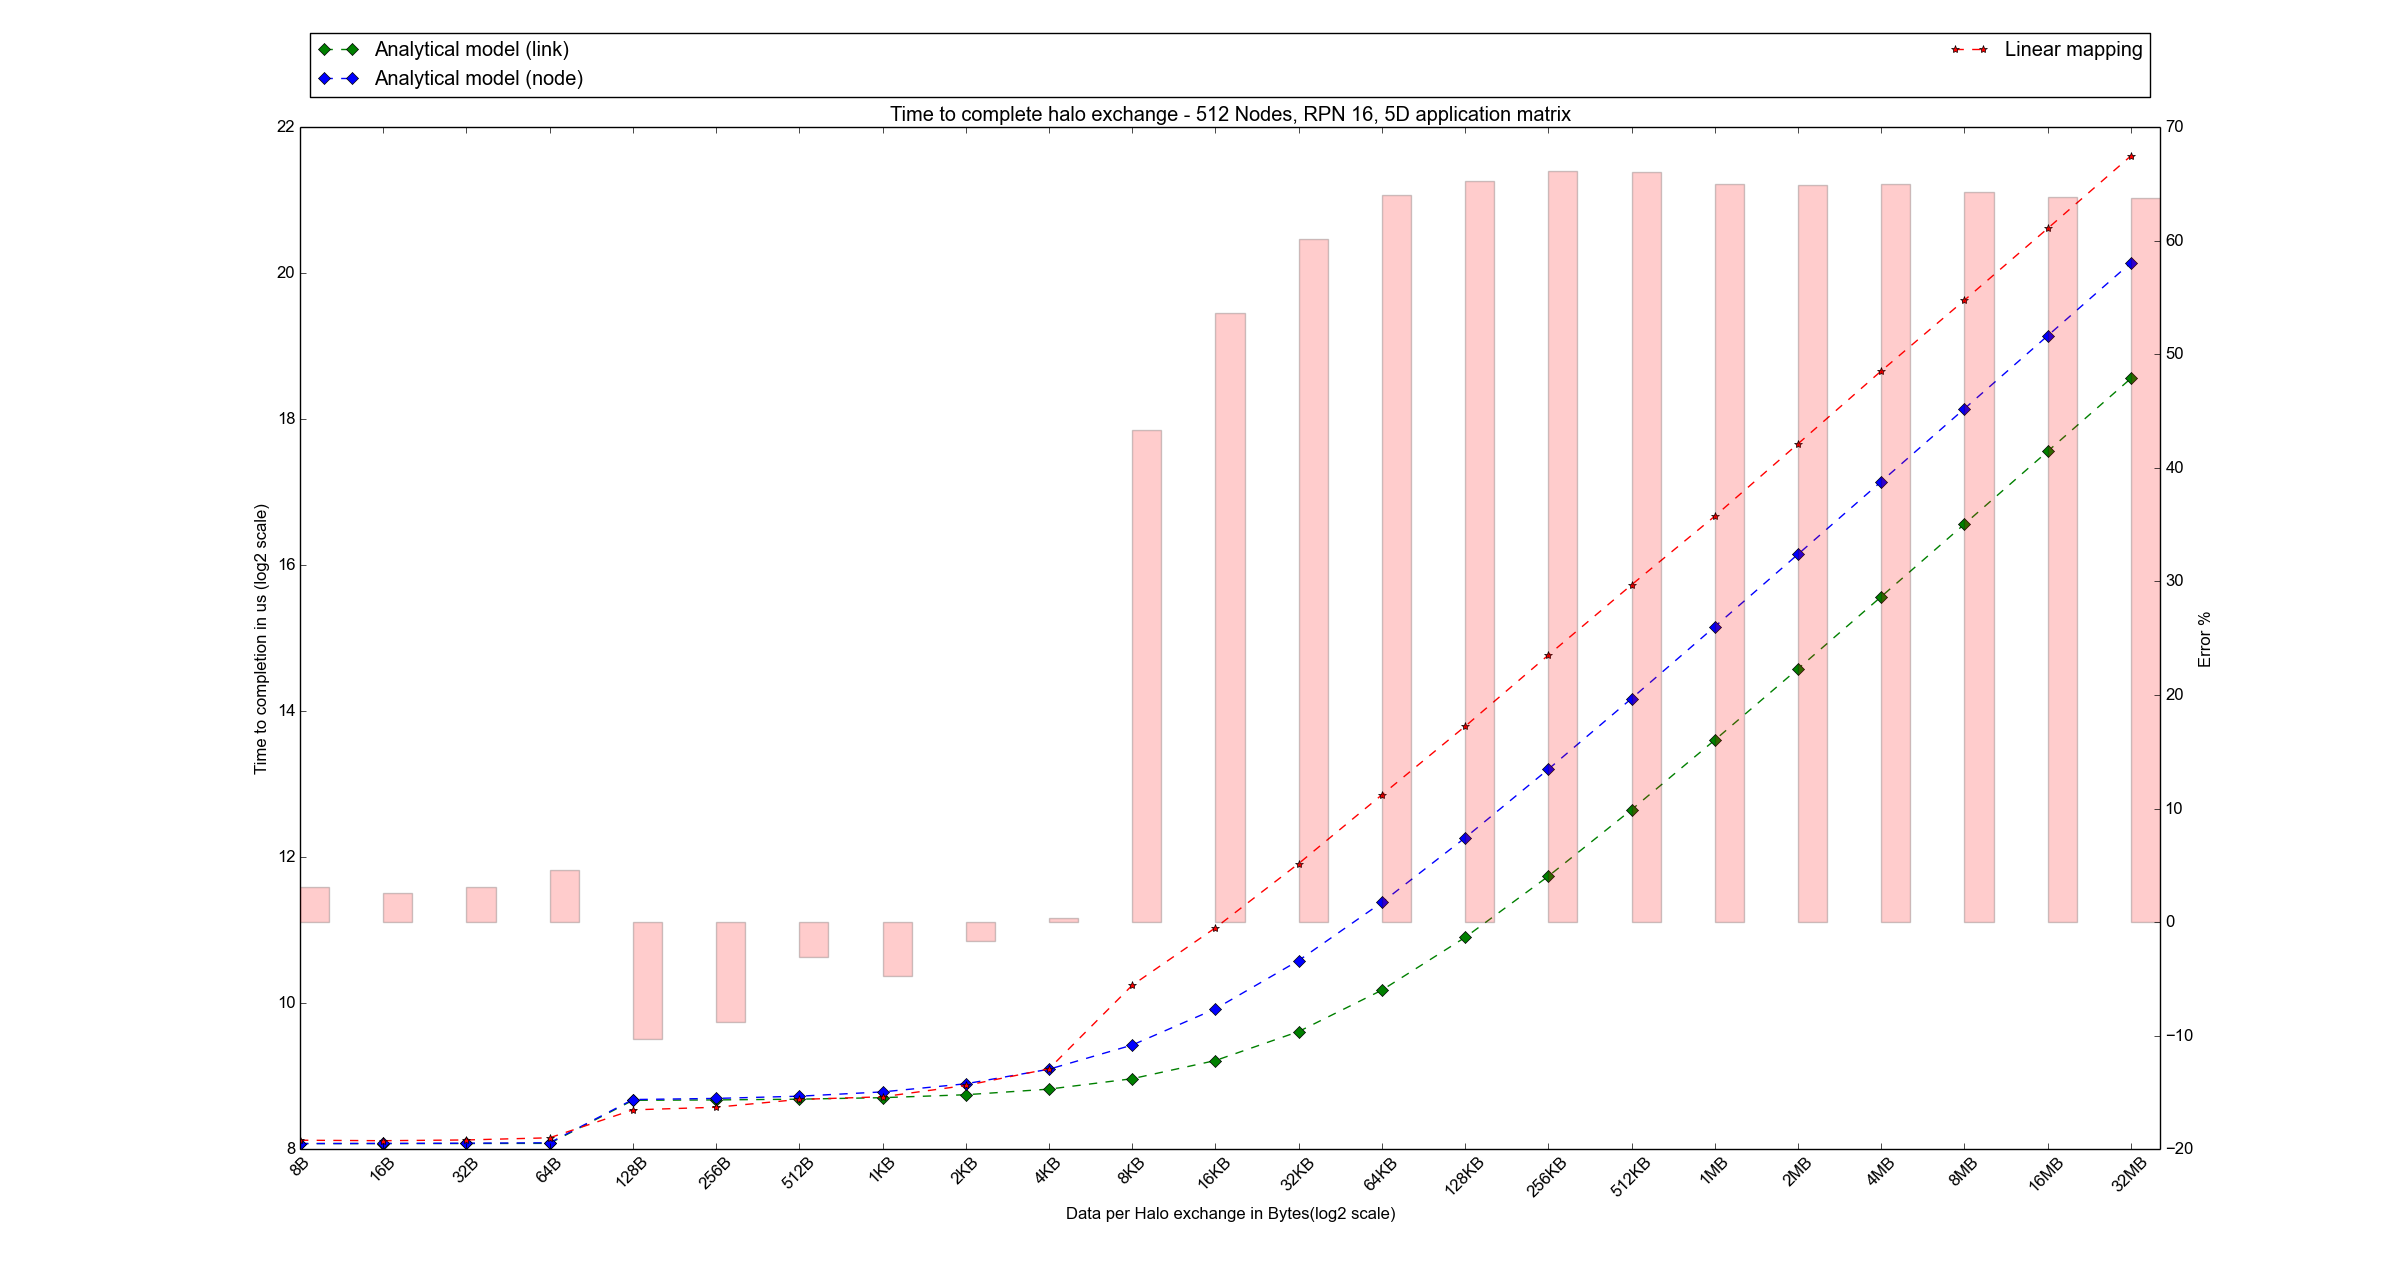 Analytical model (link)
Analytical model (node)
Linear mapping
Time to complete halo exchange - 512 Nodes, RPN 16, 5D application matrix
22
20
18
16
14
12
10
8
Time to completion in us (log2 scale)
70
60
50
40
30
20
10
0
−10
−20
Error %
8B 16B 32B 64B 128B 256B 512B 1KB 2KB 4KB 8KB 16KB 32KB 64KB 128KB 256KB 512KB 1MB 2MB 4MB 8MB 16MB 32MB
Data per Halo exchange in Bytes(log2 scale)